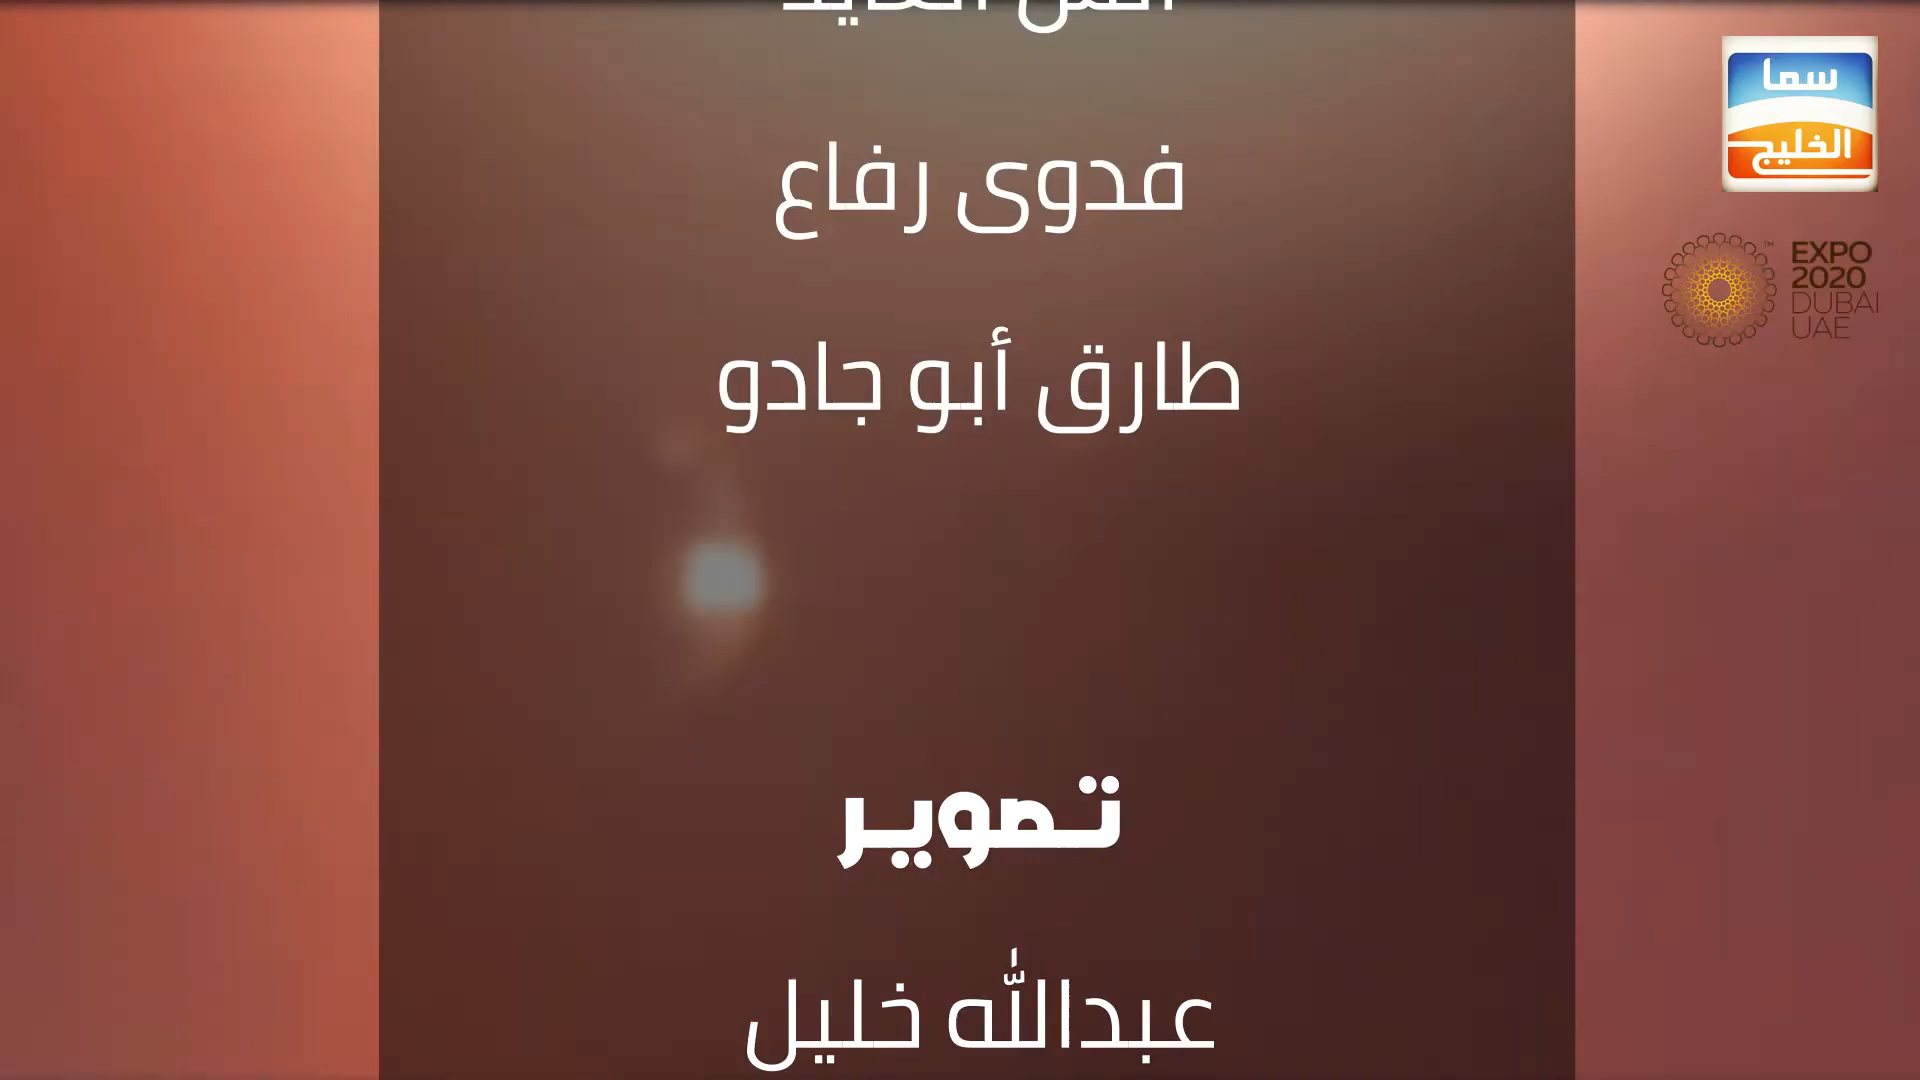 فدوى رفاع
طارق أبو جادو
تصوير
عبدالله خليل
سما
الخليج
EXPO
2020
DUBAI
UAE